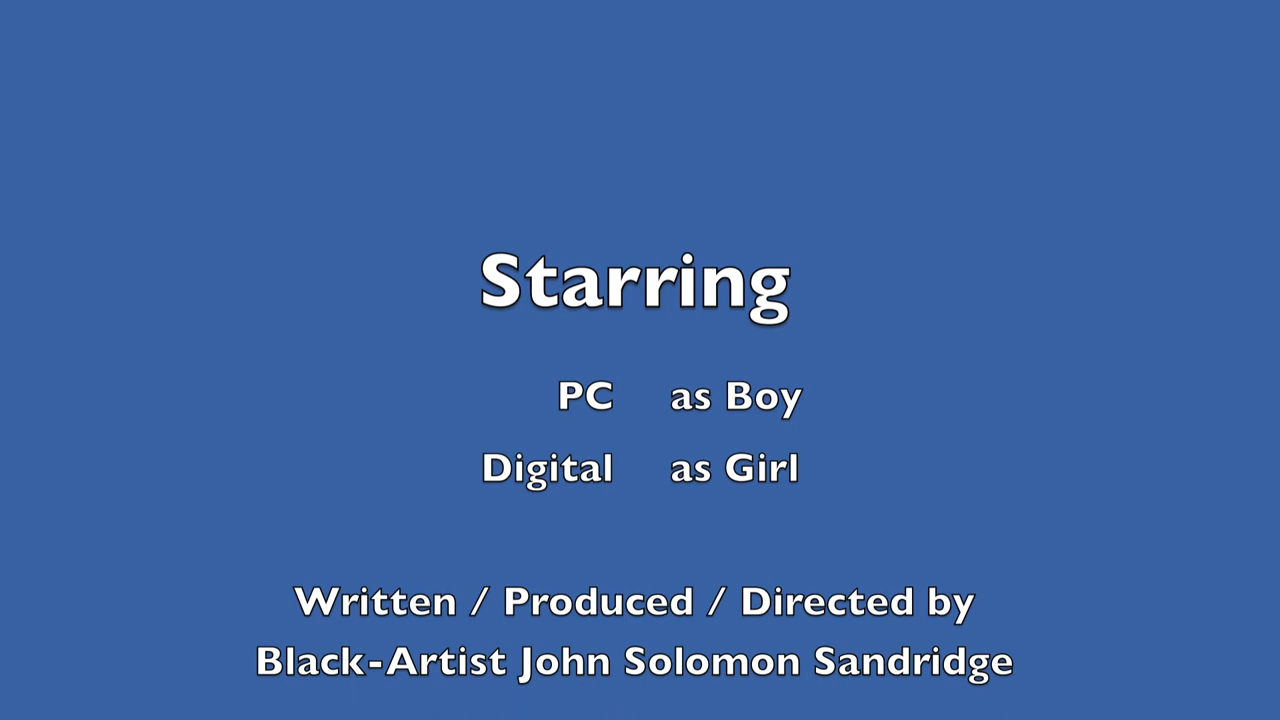 Starring
PC as Boy
Digital as Girl
Written / Produced / Directed by
Black-Artist John Solomon Sandridge